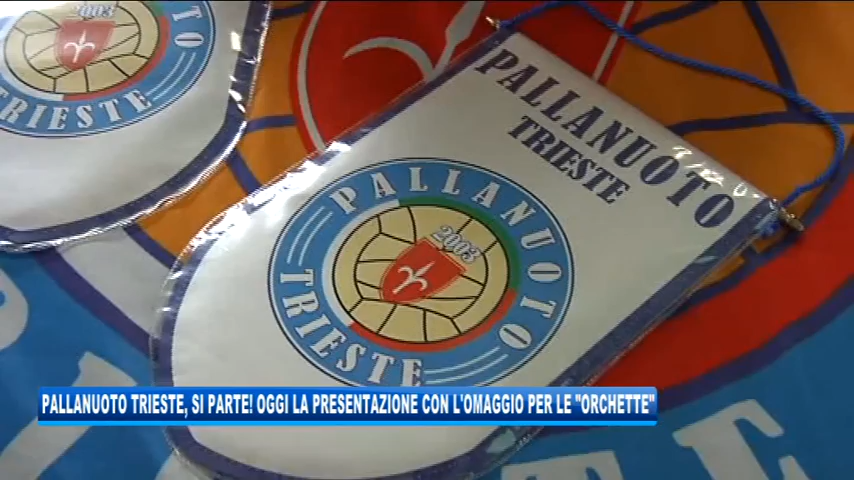 2003
TRIESTE
TO
PALLANUOTO
TRIESTE
PALLANUOTO
2003
TRIESTE
PALLANUOTO TRIESTE, SI PARTE! OGGI LA PRESENTAZIONE CON L'OMAGGIO PER LE "ORCHETTE"